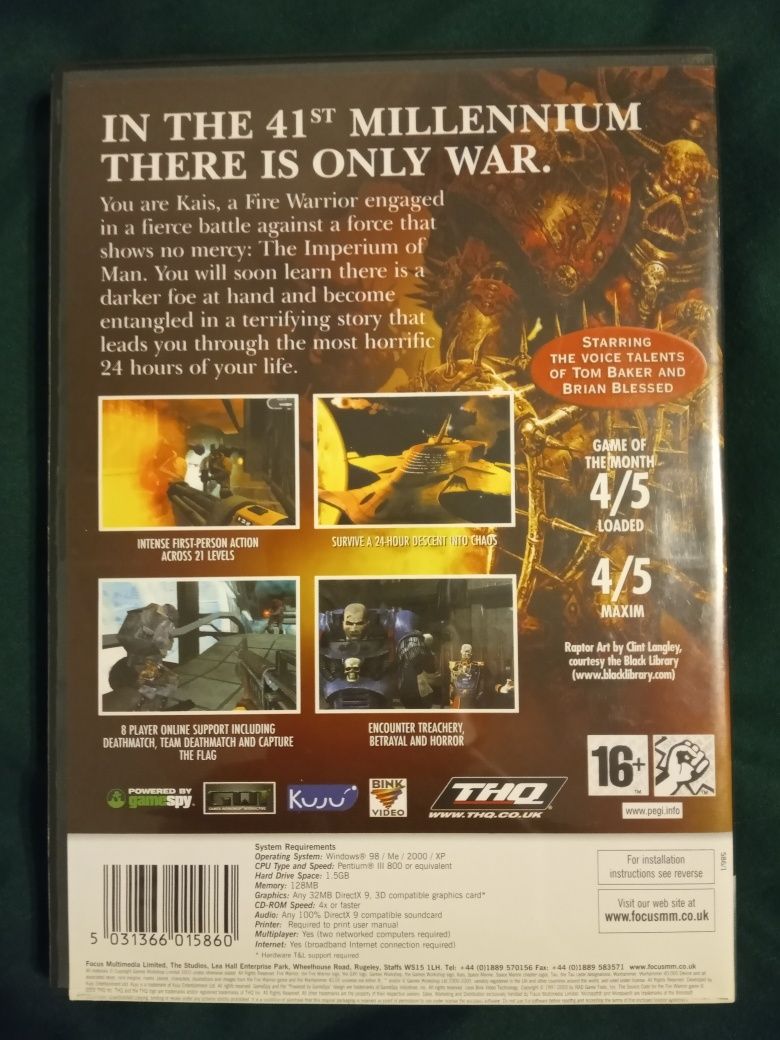 IN THE 41ST MILLENNIUM
THERE IS ONLY WAR.
You are Kais, a Fire Warrior engaged
in a fierce battle against a force that
shows no mercy: The Imperium of
Man. You will soon learn there is a
darker foe at hand and become
entangled in a terrifying story that
leads you through the most horrific
24 hours of your life.
STARRING
THE VOICE TALENTS
OF TOM BAKER AND
BRIAN BLESSED
GAME OF
THE MONTH
4/5
LOADED
4/5
MAXIM
INTENSE FIRST-PERSON ACTION
ACROSS 21 LEVELS
SURVIVE A 24-HOUR DESCENT INTO CHAOS
Raptor Art by Clint Langley,
courtesy the Black Library
(www.blacklibrary.com)
8 PLAYER ONLINE SUPPORT INCLUDING
DEATHMATCH, TEAM DEATHMATCH AND CAPTURE
THE FLAG
ENCOUNTER TREACHERY,
BETRAYAL AND HORROR
16+
www.pegi.info
POWERED BY
gamespy.
GAMES WORKSHOP INTERACTIVE
Kuju
BINK
VIDEO
THQ
WWW.THQ.CO.UK
System Requirements
Operating System: Windows® 98 / Me / 2000 / XP
CPU Type and Speed: Pentium® III 800 or equivalent
Hard Drive Space: 1.5GB
Memory: 128MB
Graphics: Any 32MB DirectX 9, 3D compatible graphics card*
CD-ROM Speed: 4x or faster
Audio: Any 100% DirectX 9 compatible soundcard
Printer: Required to print user manual
Multiplayer: Yes (two networked computers required)
Internet: Yes (broadband Internet connection required)
* Hardware T&L support required
For installation
instructions see reverse
Visit our web site at
www.focusmm.co.uk
586/1
5 031366 015860
Focus Multimedia Limited, The Studios, Lea Hall Enterprise Park, Wheelhouse Road, Rugeley, Staffs WS15 1LH. Tel: +44 (0)1889 570156 Fax: +44 (0)1889 583571 www.focusmm.co.uk